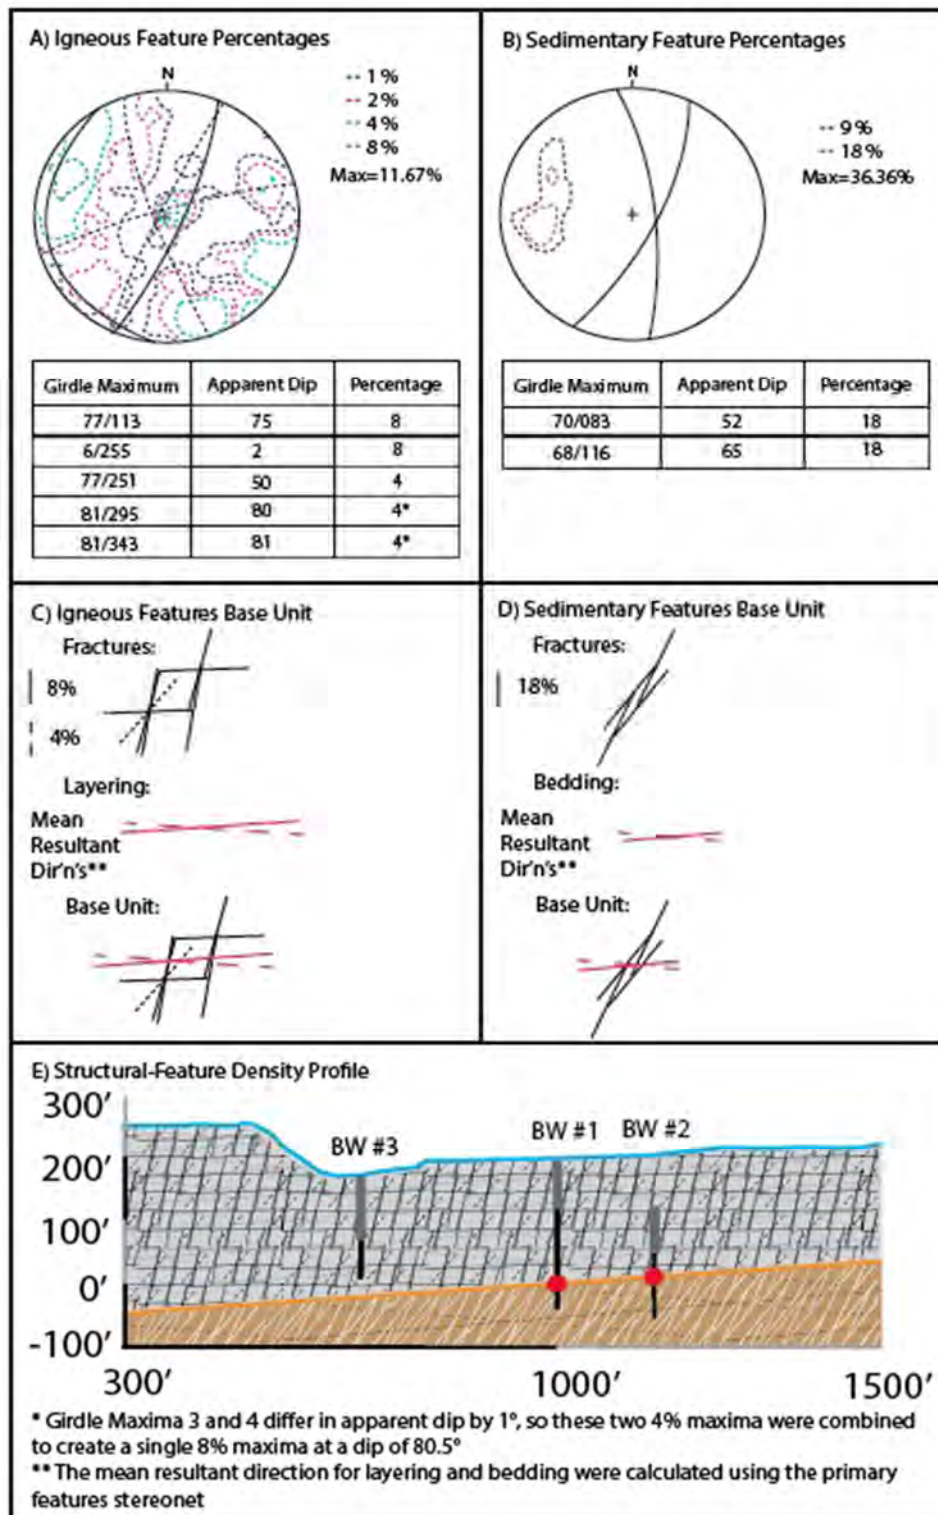 A) Igneous Feature Percentages
N
1 %
2 %
4 %
8 %
Max=11.67%
Girdle Maximum Apparent Dip Percentage
77/113 75 8
6/255 2 8
77/251 50 4
81/295 80 4*
81/343 81 4*
B) Sedimentary Feature Percentages
N
9 %
18 %
Max=36.36%
Girdle Maximum Apparent Dip Percentage
70/083 52 18
68/116 65 18
C) Igneous Features Base Unit
Fractures:
8%
4%
Layering:
Mean
Resultant
Dir'n's**
Base Unit:
D) Sedimentary Features Base Unit
Fractures:
18%
Bedding:
Mean
Resultant
Dir'n's**
Base Unit:
E) Structural-Feature Density Profile
300'
200'
100'
0'
-100'
BW #3
BW #1
BW #2
300' 1000' 1500'
* Girdle Maxima 3 and 4 differ in apparent dip by 1°, so these two 4% maxima were combined
to create a single 8% maxima at a dip of 80.5°
** The mean resultant direction for layering and bedding were calculated using the primary
features stereonet